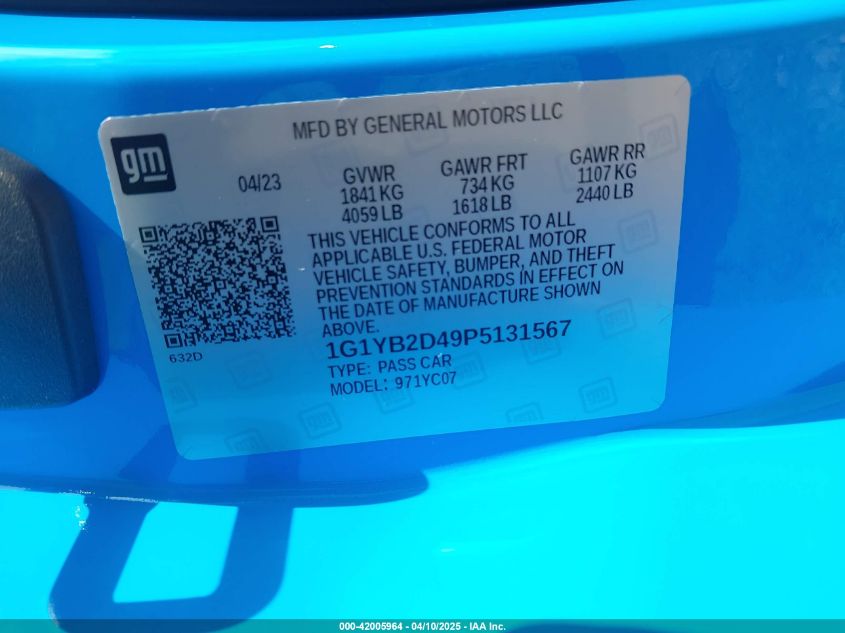 MFD BY GENERAL MOTORS LLC
gm
04/23
GVWR
1841 KG
4059 LB
GAWR FRT
734 KG
1618 LB
GAWR RR
1107 KG
2440 LB
THIS VEHICLE CONFORMS TO ALL
APPLICABLE U.S. FEDERAL MOTOR
VEHICLE SAFETY, BUMPER, AND THEFT
PREVENTION STANDARDS IN EFFECT ON
THE DATE OF MANUFACTURE SHOWN
ABOVE.
632D
1G1YB2D49P5131567
TYPE: PASS CAR
MODEL: 971YC07
000-42005964 - 04/10/2025 - IAA Inc.